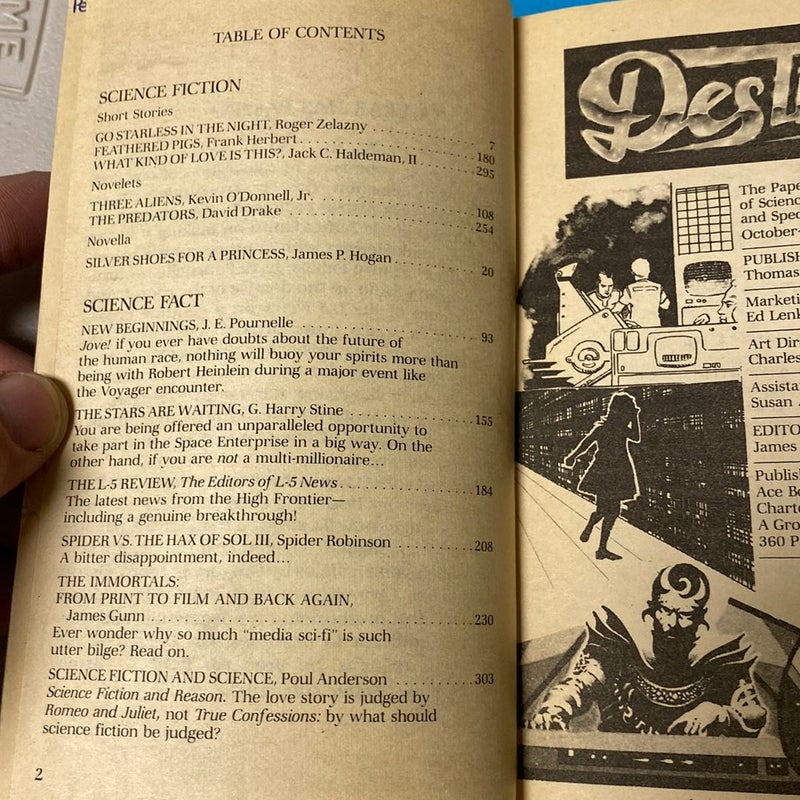 PE
TABLE OF CONTENTS
SCIENCE FICTION
Short Stories
GO STARLESS IN THE NIGHT, Roger Zelazny . . . . . . . . . . . . . . . 7
FEATHERED PIGS, Frank Herbert . . . . . . . . . . . . . . . . . . . . . . . 180
WHAT KIND OF LOVE IS THIS?, Jack C. Haldeman, II . . . . . . . 295
Novelets
THREE ALIENS, Kevin O'Donnell, Jr. . . . . . . . . . . . . . . . . . . . . . 108
THE PREDATORS, David Drake . . . . . . . . . . . . . . . . . . . . . . . . 254
Novella
SILVER SHOES FOR A PRINCESS, James P. Hogan . . . . . . . . . . 20
SCIENCE FACT
NEW BEGINNINGS, J. E. Pournelle . . . . . . . . . . . . . . . . . . . . . . 93
Jove! if you ever have doubts about the future of
the human race, nothing will buoy your spirits more than
being with Robert Heinlein during a major event like
the Voyager encounter.
THE STARS ARE WAITING, G. Harry Stine . . . . . . . . . . . . . . . . 155
You are being offered an unparalleled opportunity to
take part in the Space Enterprise in a big way. On the
other hand, if you are not a multi-millionaire...
THE L-5 REVIEW, The Editors of L-5 News . . . . . . . . . . . . . . . . 184
The latest news from the High Frontier—
including a genuine breakthrough!
SPIDER VS. THE HAX OF SOL III, Spider Robinson . . . . . . . . . . 208
A bitter disappointment, indeed...
THE IMMORTALS:
FROM PRINT TO FILM AND BACK AGAIN,
James Gunn . . . . . . . . . . . . . . . . . . . . . . . . . . . . . . . . . . . . . . 230
Ever wonder why so much "media sci-fi" is such
utter bilge? Read on.
SCIENCE FICTION AND SCIENCE, Poul Anderson . . . . . . . . . . 303
Science Fiction and Reason. The love story is judged by
Romeo and Juliet, not True Confessions: by what should
science fiction be judged?
2
Dest
The Pape
of Scienc
and Spec
October-
PUBLISH
Thomas
Marketi
Ed Lenk
Art Dir
Charles
Assista
Susan
EDITO
James
Publish
Ace Bo
Charte
A Gro
360 P
ME